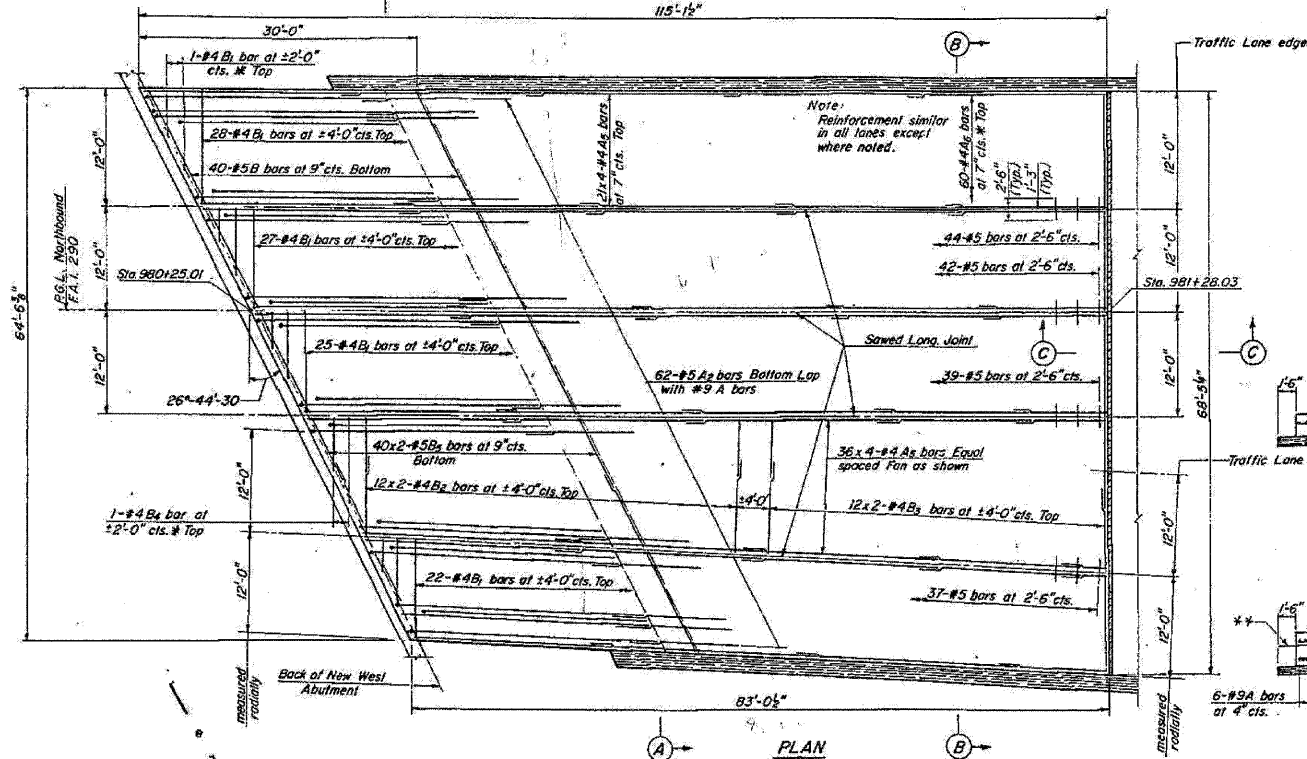 115'-1½"
30'-0"
B
Traffic Lane edge
1-#4 B₁ bar at ±2'-0"
cts. * Top
Note:
Reinforcement similar
in all lanes except
where noted.
28-#4 B₁ bars at ±4'-0" cts. Top
40-#5B bars at 9" cts. Bottom
21x4-#4 A₅ bars
at 7" cts. Top
60-#4 A₆ bars
at 7" cts. * Top
2'-6"
(Typ.)
1'-3"
(Typ.)
12'-0"
12'-0"
27-#4 B₁ bars at ±4'-0" cts. Top
44-#5 bars at 2'-6" cts.
42-#5 bars at 2'-6" cts.
P.G.L. Northbound
F.A.I. 290
12'-0"
12'-0"
Sta. 980+25.01
Sta. 981+28.03
64'-6⅜"
12'-0"
25-#4 B₁ bars at ±4'-0" cts. Top
Sawed Long. Joint
C
C
12'-0"
68'-5⅛"
26°-44'-30
62-#5 A₂ bars Bottom Lap
with #9 A bars
39-#5 bars at 2'-6" cts.
1'-6"
12'-0"
40x2-#5B₅ bars at 9" cts.
Bottom
36x4-#4 A₅ bars Equal
spaced Fan as shown
Traffic Lane
12x2-#4B₂ bars at ±4'-0" cts. Top
±4'-0"
12x2-#4B₃ bars at ±4'-0" cts. Top
12'-0"
1-#4 B₄ bar at
±2'-0" cts. * Top
12'-0"
22-#4B₁ bars at ±4'-0" cts. Top
37-#5 bars at 2'-6" cts.
12'-0"
1'-6"
**
measured
radially
Back of New West
Abutment
83'-0½"
measured
radially
6-#9A bars
at 4" cts.
A
PLAN
B